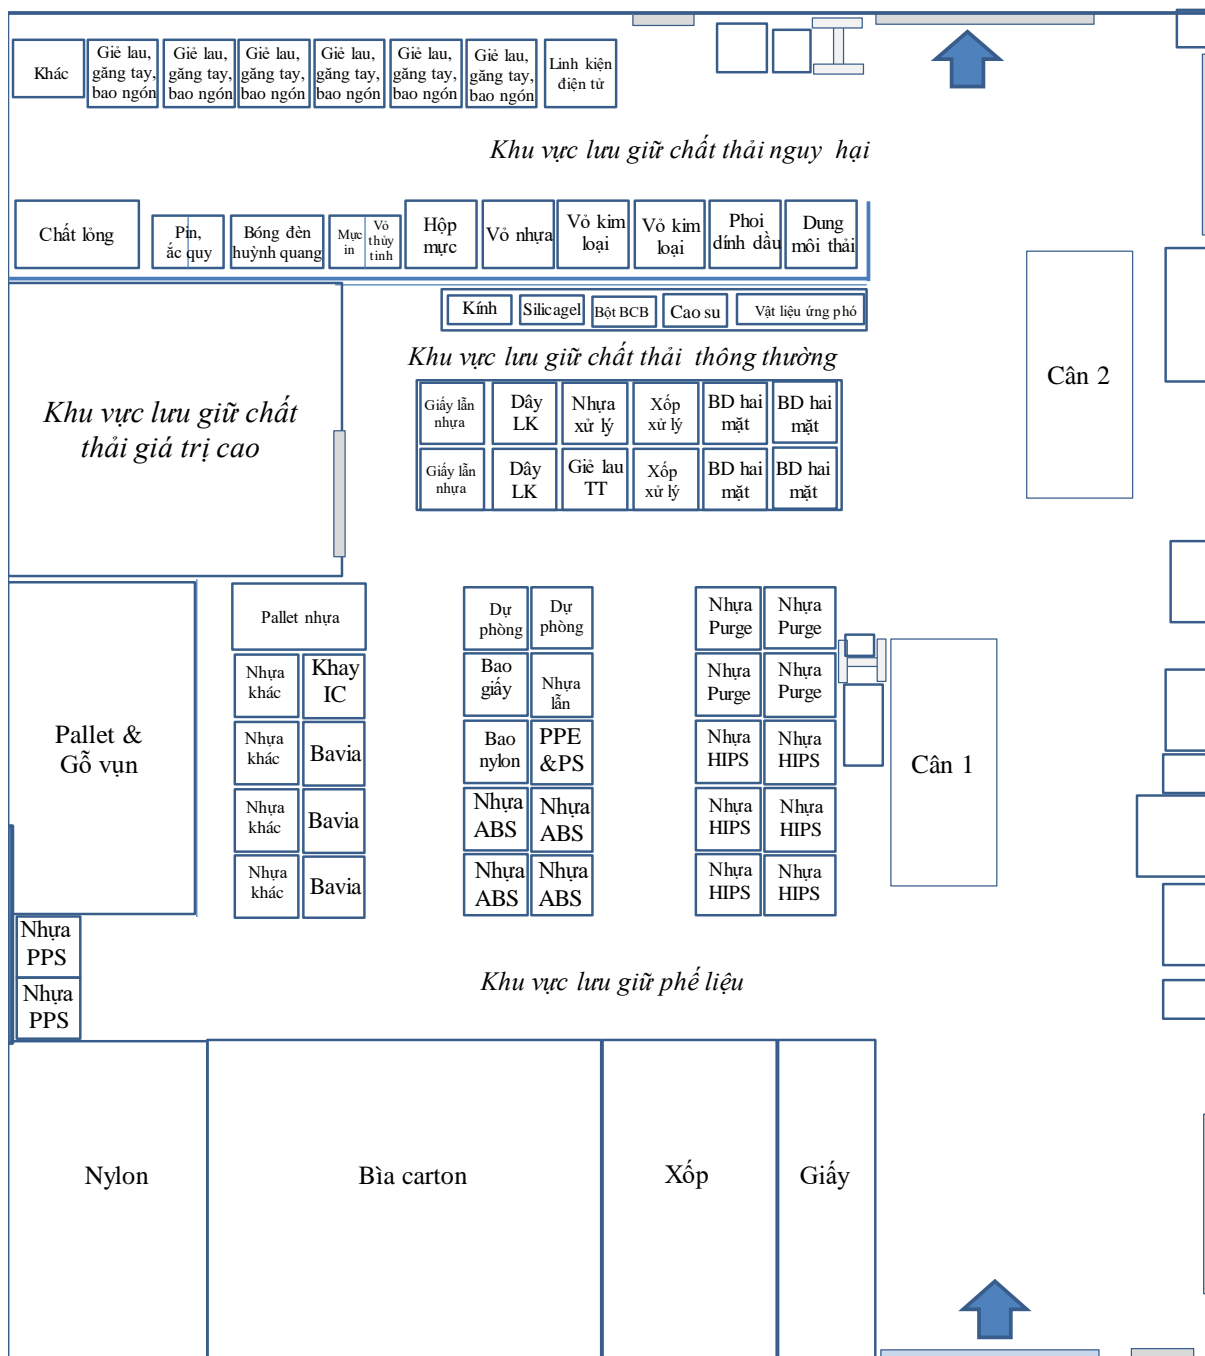 Khác
Giẻ lau,
găng tay,
bao ngón
Giẻ lau,
găng tay,
bao ngón
Giẻ lau,
găng tay,
bao ngón
Giẻ lau,
găng tay,
bao ngón
Giẻ lau,
găng tay,
bao ngón
Giẻ lau,
găng tay,
bao ngón
Linh kiện
điện tử
Khu vực lưu giữ chất thải nguy hại
Chất lỏng
Pin,
ắc quy
Bóng đèn
huỳnh quang
Mực
in
Vỏ
thủy
tinh
Hộp
mực
Vỏ nhựa
Vỏ kim
loại
Vỏ kim
loại
Phoi
dính dầu
Dung
môi thải
Kính
Silicagel
Bột BCB
Cao su
Vật liệu ứng phó
Khu vực lưu giữ chất thải thông thường
Khu vực lưu giữ chất
thải giá trị cao
Giấy lẫn
nhựa
Dây
LK
Nhựa
xử lý
Xốp
xử lý
BD hai
mặt
BD hai
mặt
Giấy lẫn
nhựa
Dây
LK
Giẻ lau
TT
Xốp
xử lý
BD hai
mặt
BD hai
mặt
Cân 2
Pallet &
Gỗ vụn
Pallet nhựa
Nhựa
khác
Khay
IC
Nhựa
khác
Bavia
Nhựa
khác
Bavia
Nhựa
khác
Bavia
Dự
phòng
Dự
phòng
Bao
giấy
Nhựa
lẫn
Bao
nylon
PPE
&PS
Nhựa
ABS
Nhựa
ABS
Nhựa
ABS
Nhựa
ABS
Nhựa
Purge
Nhựa
Purge
Nhựa
Purge
Nhựa
Purge
Nhựa
HIPS
Nhựa
HIPS
Nhựa
HIPS
Nhựa
HIPS
Nhựa
HIPS
Nhựa
HIPS
Cân 1
Nhựa
PPS
Nhựa
PPS
Khu vực lưu giữ phế liệu
Nylon
Bìa carton
Xốp
Giấy